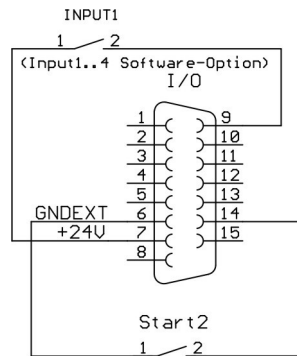 INPUT1
1 2
(Input1..4 Software-Option)
I/O
1 9
2 10
3 11
4 12
5 13
GNDEXT 6 14
+24V 7 15
8
Start2
1 2